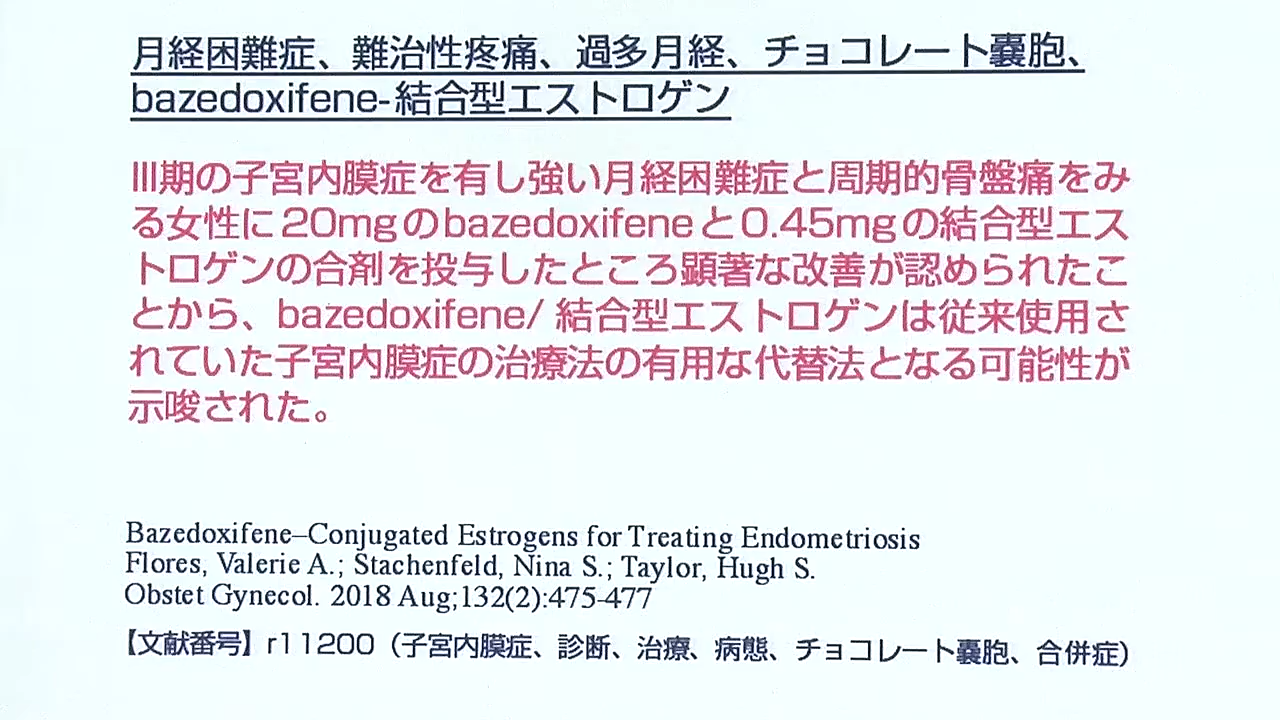 月経困難症、難治性疼痛、過多月経、チョコレート嚢胞、
bazedoxifene-結合型エストロゲン
III期の子宮内膜症を有し強い月経困難症と周期的骨盤痛をみ
る女性に20mgのbazedoxifeneと0.45mgの結合型エス
トロゲンの合剤を投与したところ顕著な改善が認められたこ
とから、bazedoxifene/ 結合型エストロゲンは従来使用さ
れていた子宮内膜症の治療法の有用な代替法となる可能性が
示唆された。
Bazedoxifene–Conjugated Estrogens for Treating Endometriosis
Flores, Valerie A.; Stachenfeld, Nina S.; Taylor, Hugh S.
Obstet Gynecol. 2018 Aug;132(2):475-477
【文献番号】r11200（子宮内膜症、診断、治療、病態、チョコレート嚢胞、合併症）